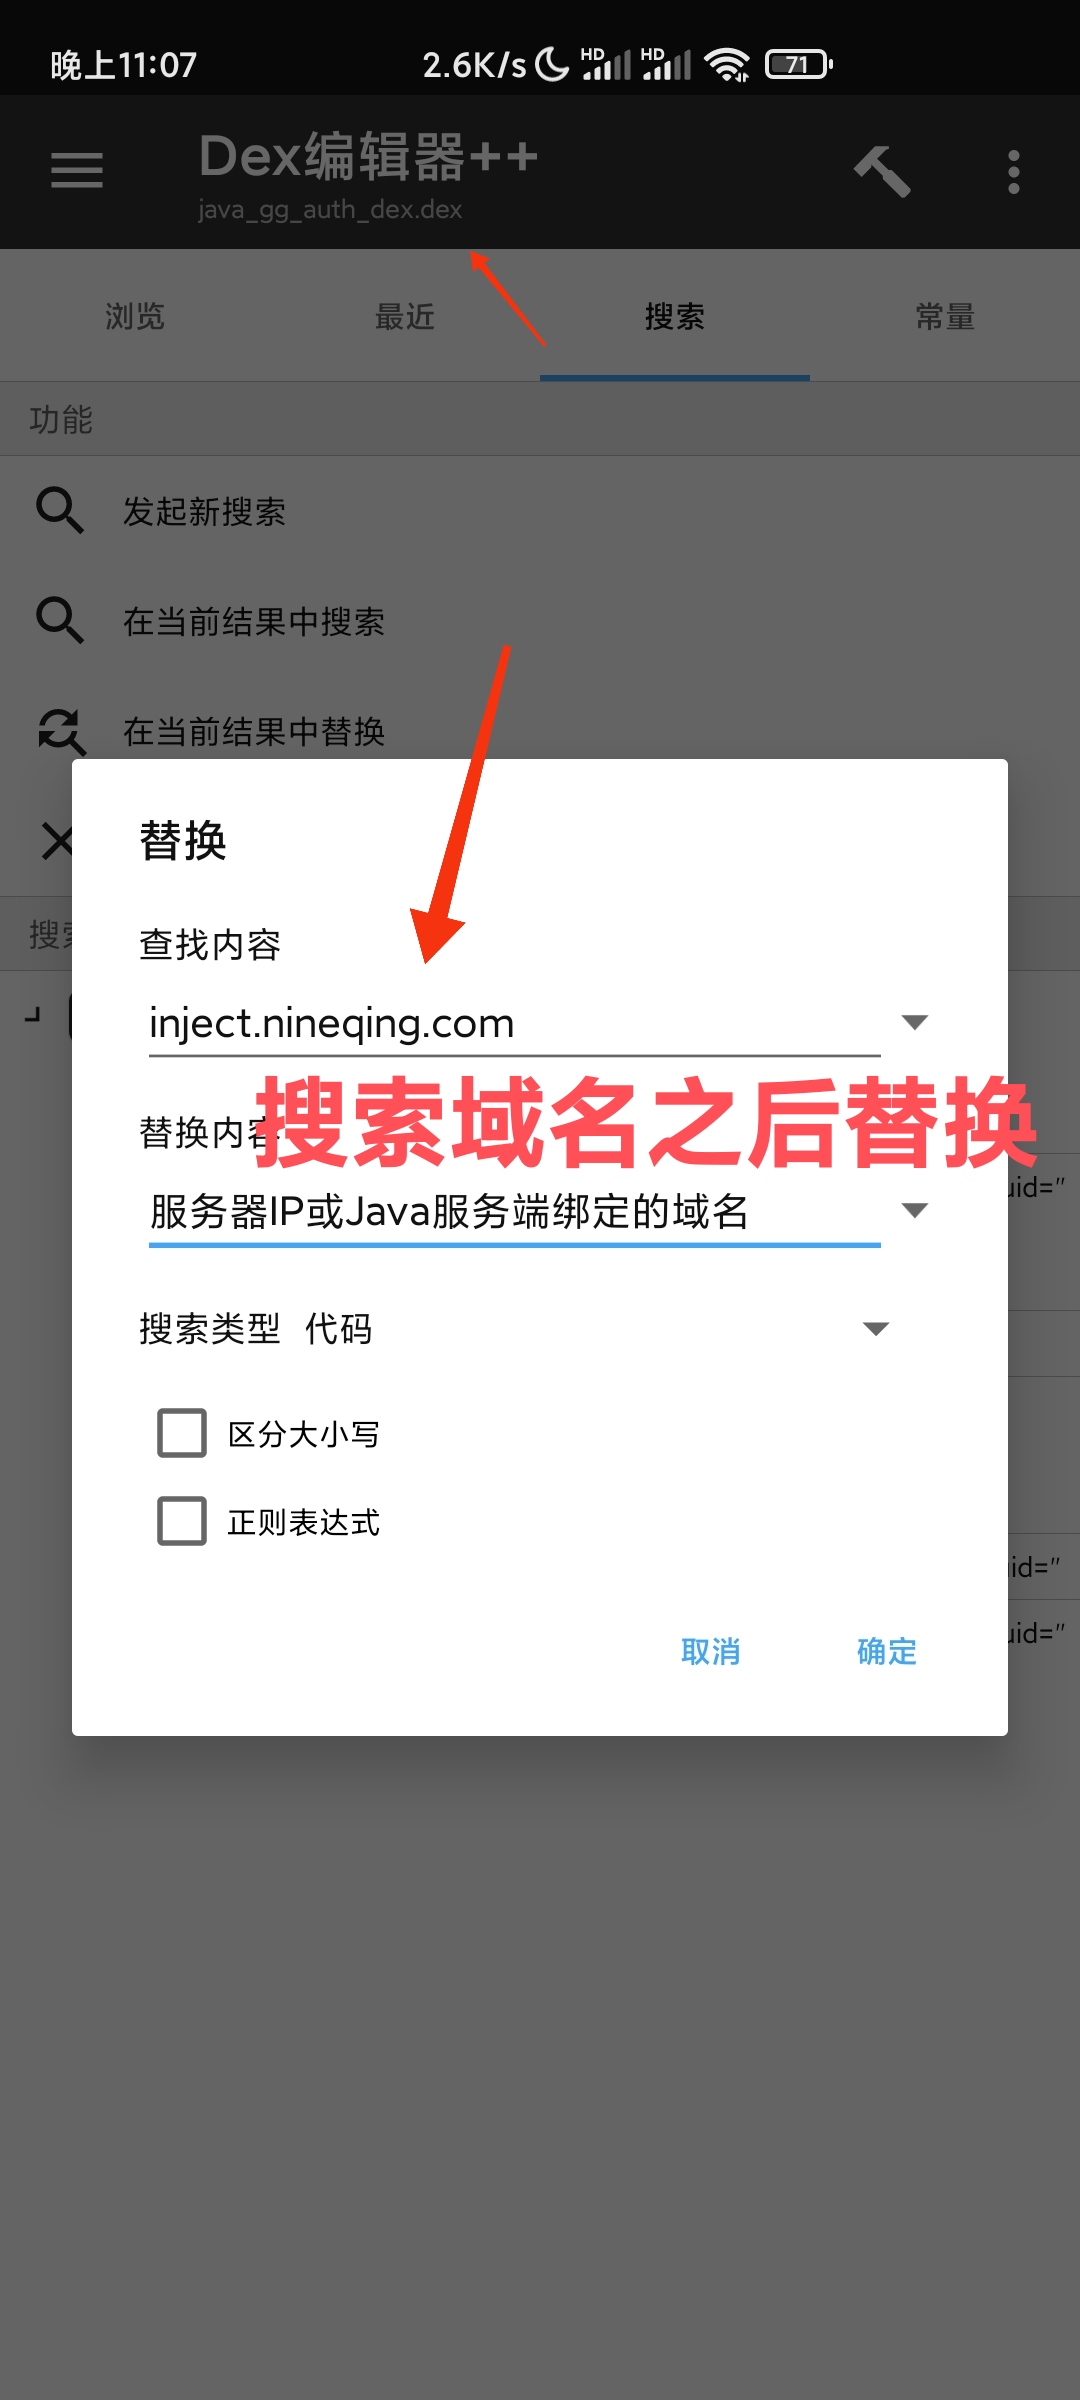 晚上11:07
2.6K/s HD HD 71
Dex编辑器++
java_gg_auth_dex.dex
浏览 最近 搜索 常量
功能
发起新搜索
在当前结果中搜索
在当前结果中替换
替换
查找内容
搜
inject.nineqing.com
搜索域名之后替换
替换内容
uid="
服务器IP或Java服务端绑定的域名
搜索类型 代码
区分大小写
正则表达式
uid="
取消 确定
uid="